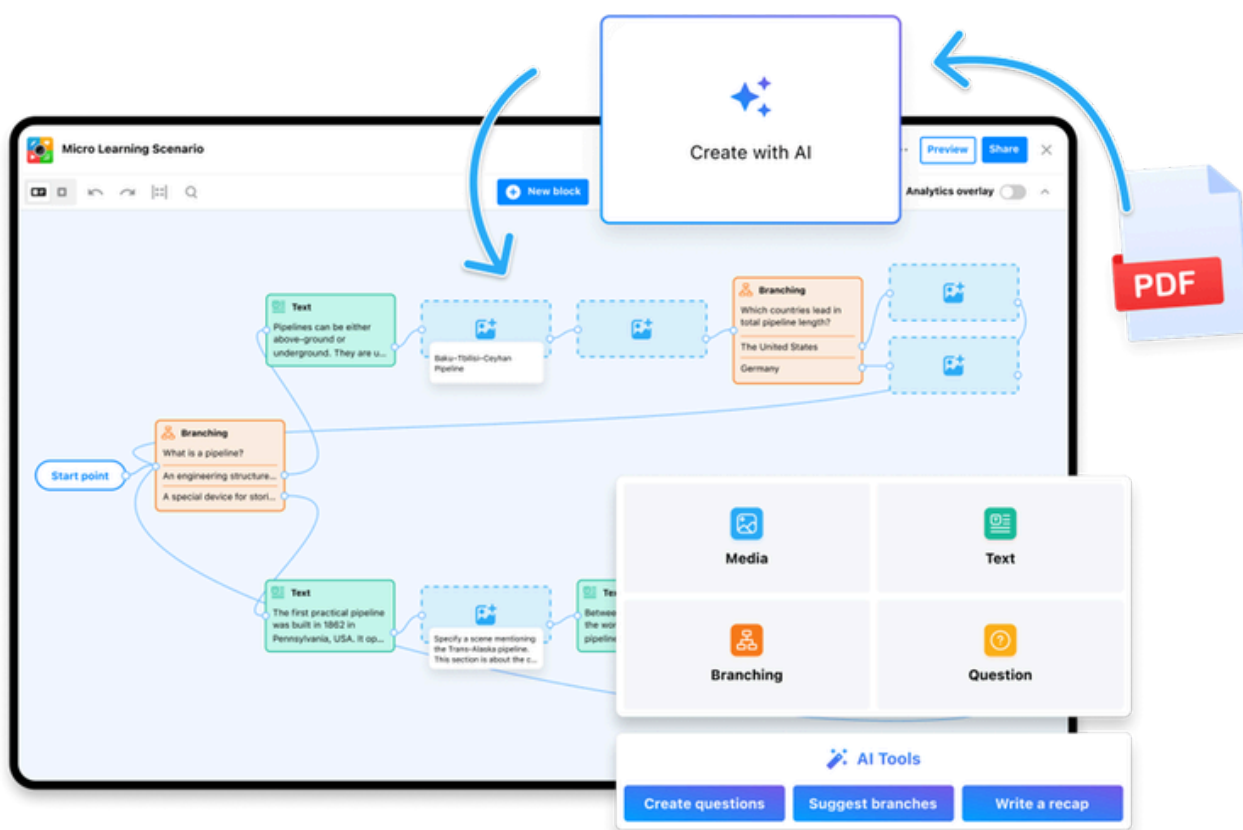 Create with AI
Micro Learning Scenario
Preview
Share
New block
Analytics overlay
PDF
Text
Pipelines can be either
above-ground or
underground. They are u...
Baku-Tbilisi-Ceyhan
Pipeline
Branching
Which countries lead in
total pipeline length?
The United States
Germany
Branching
What is a pipeline?
An engineering structure...
A special device for stori...
Start point
Text
The first practical pipeline
was built in 1862 in
Pennsylvania, USA. It op...
Specify a scene mentioning
the Trans-Alaska pipeline.
This section is about the c...
the wor
pipeline
Media
Text
Branching
Question
AI Tools
Create questions
Suggest branches
Write a recap